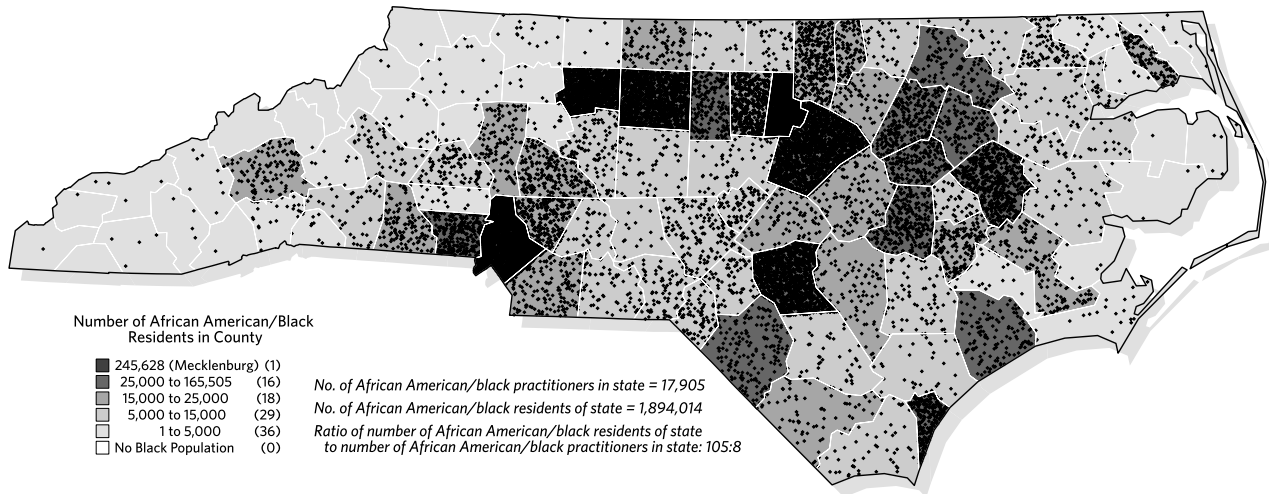 Number of African American/Black
Residents in County
245,628 (Mecklenburg) (1)
25,000 to 165,505 (16)
15,000 to 25,000 (18)
5,000 to 15,000 (29)
1 to 5,000 (36)
No Black Population (0)
No. of African American/black practitioners in state = 17,905
No. of African American/black residents of state = 1,894,014
Ratio of number of African American/black residents of state
to number of African American/black practitioners in state: 105:8